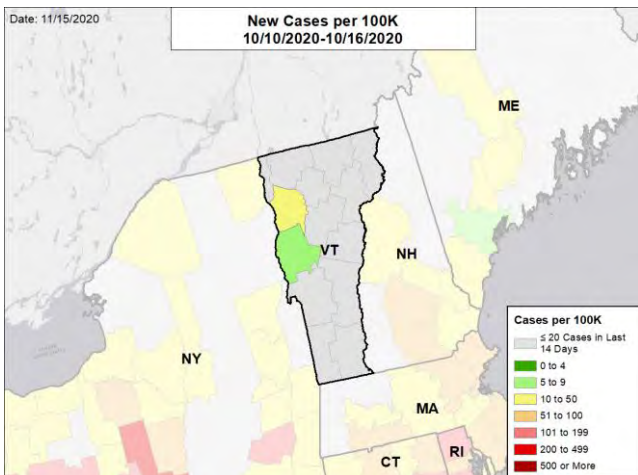 Date: 11/15/2020
New Cases per 100K
10/10/2020-10/16/2020
ME
VT
NH
NY
MA
CT
RI
Cases per 100K
≤ 20 Cases in Last
14 Days
0 to 4
5 to 9
10 to 50
51 to 100
101 to 199
200 to 499
500 or More